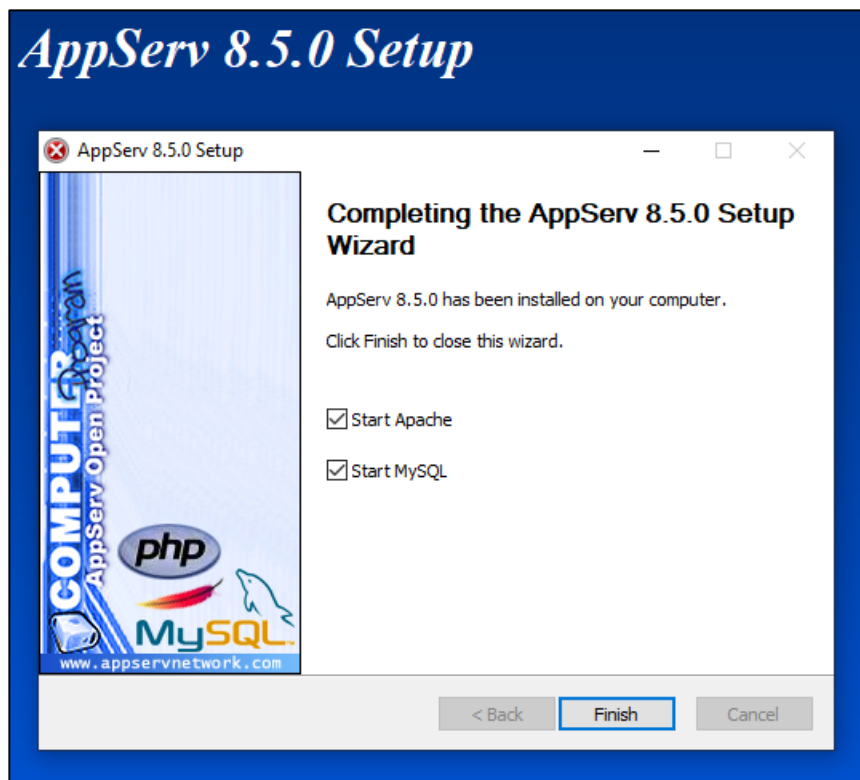 AppServ 8.5.0 Setup
AppServ 8.5.0 Setup
Completing the AppServ 8.5.0 Setup
Wizard
AppServ 8.5.0 has been installed on your computer.
Click Finish to close this wizard.
Start Apache
Start MySQL
COMPUTER
Program
AppServ Open Project
php
MySQL
www.appservnetwork.com
< Back
Finish
Cancel